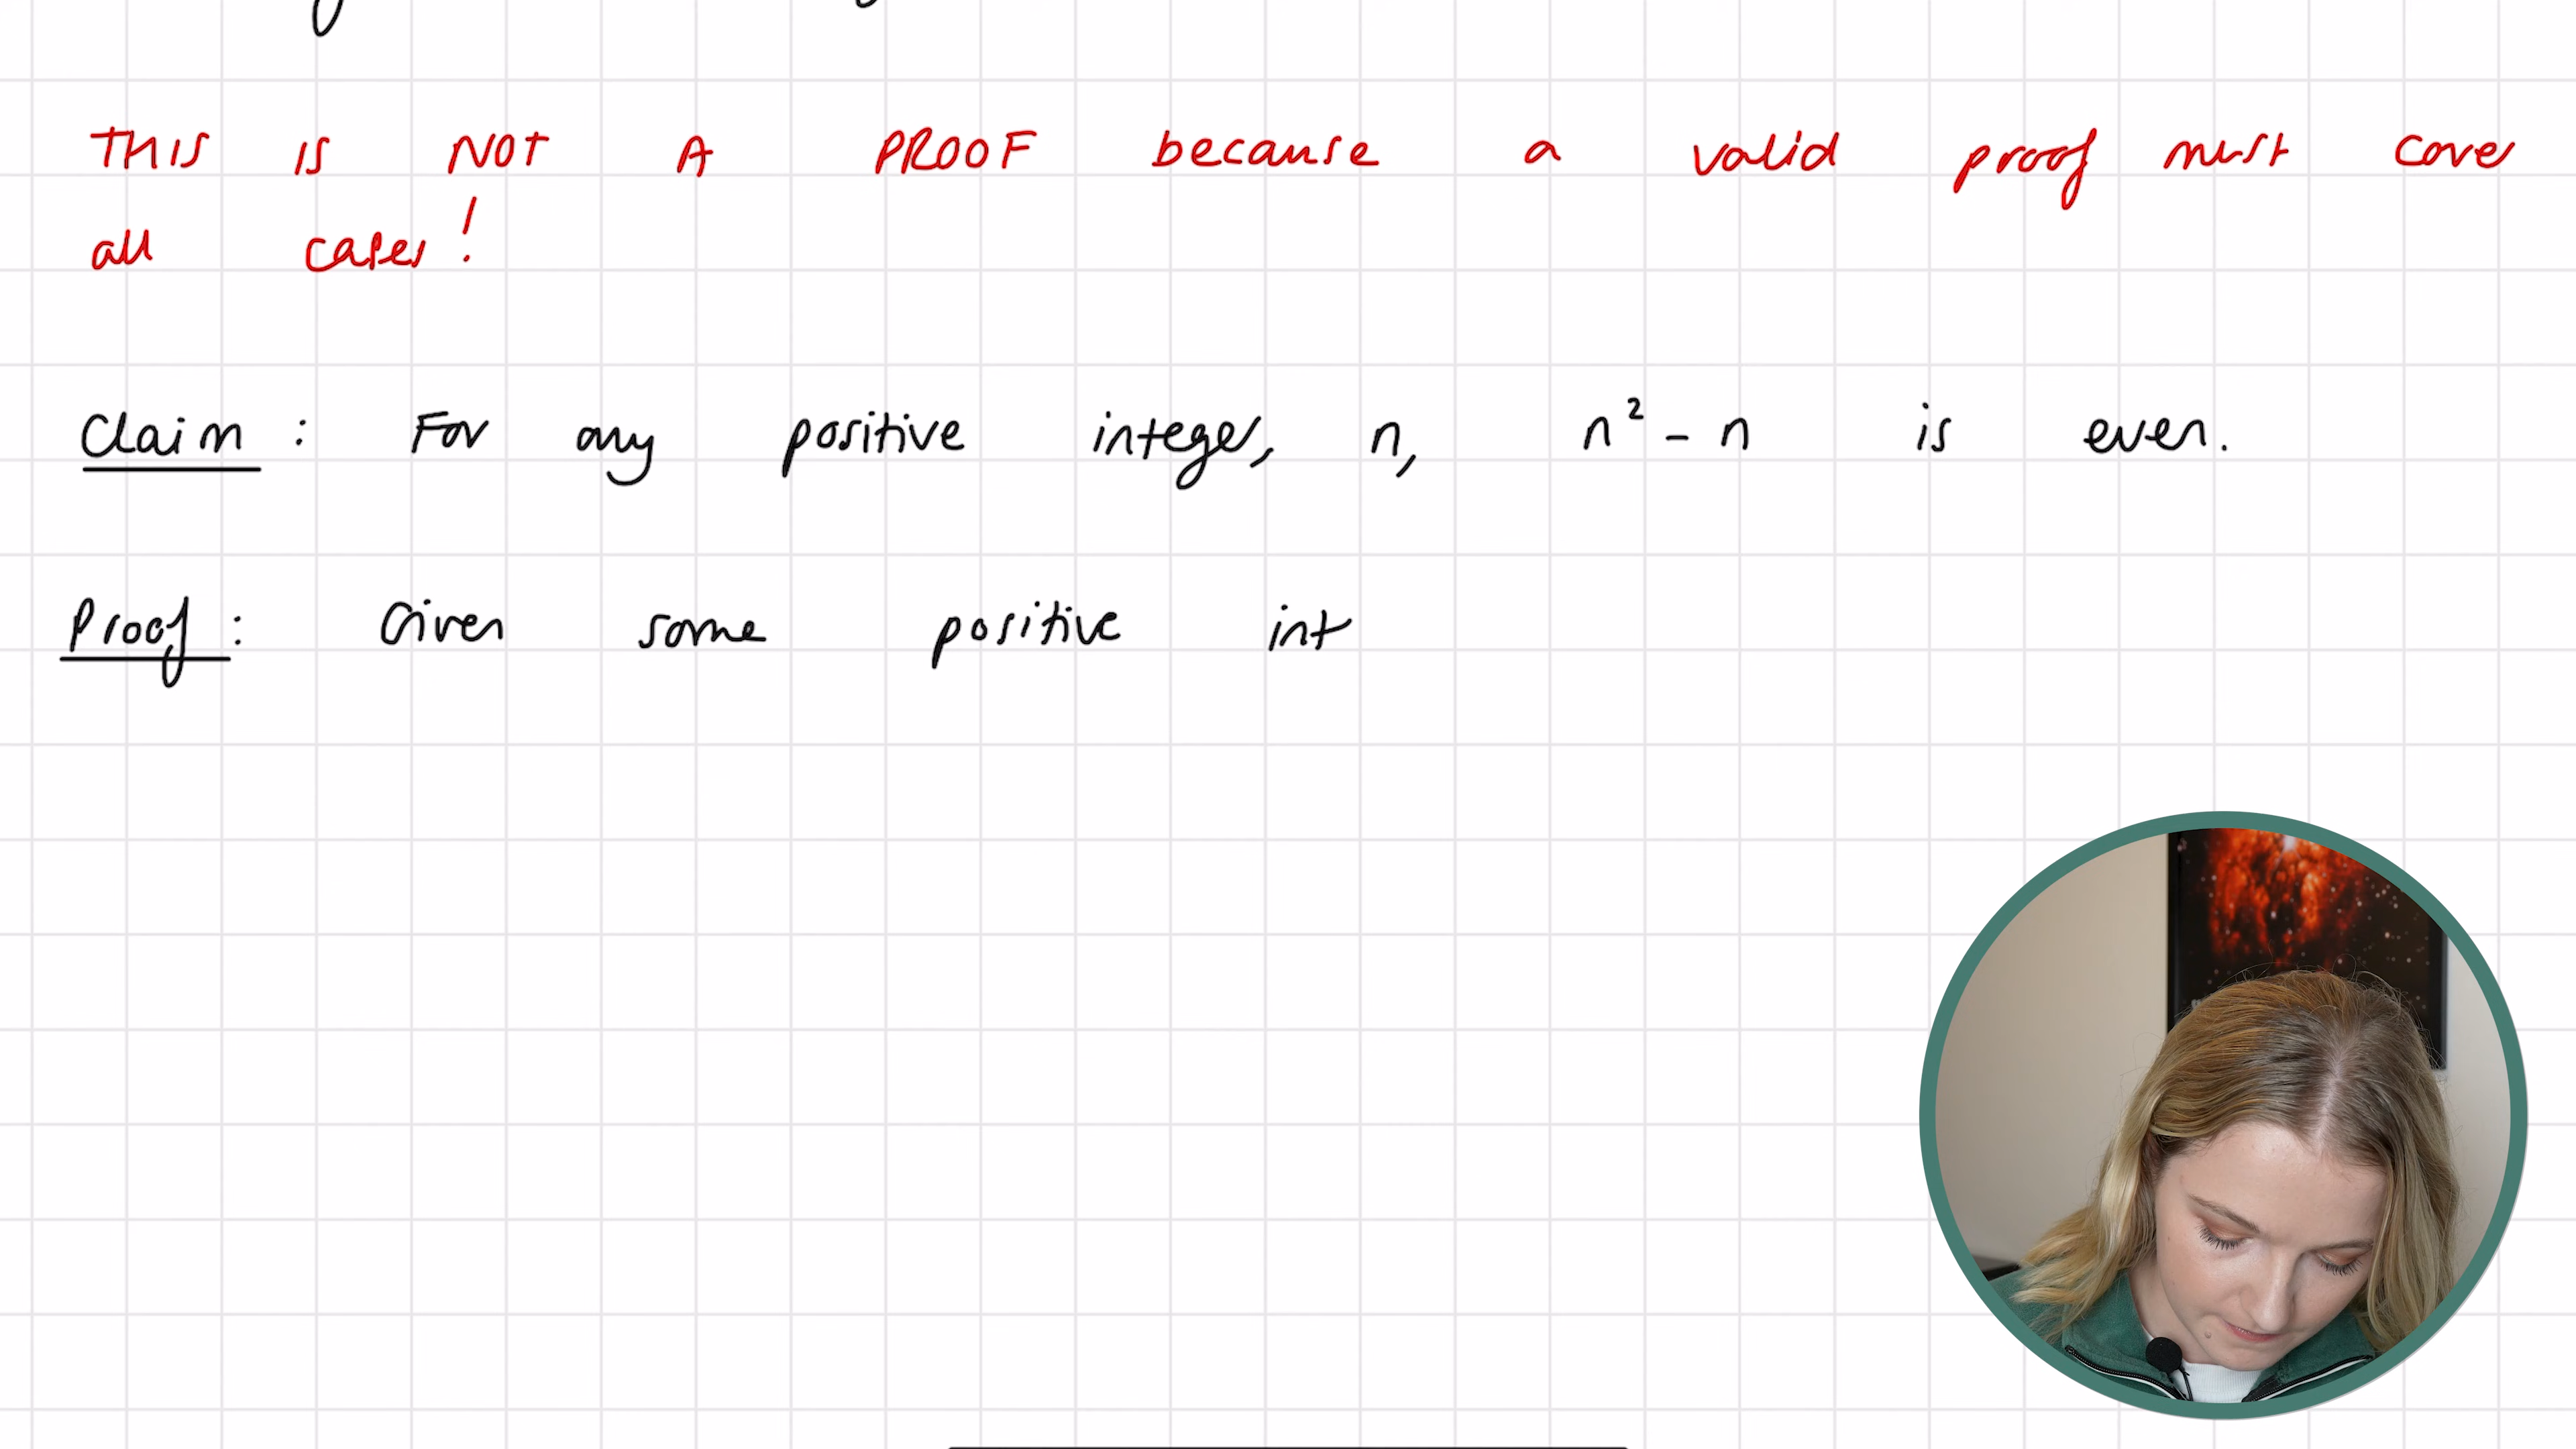 THIS IS NOT A PROOF because a valid proof must cover
all cases!
Claim: For any positive integer, n, n² - n is even.
Proof: Given some positive int